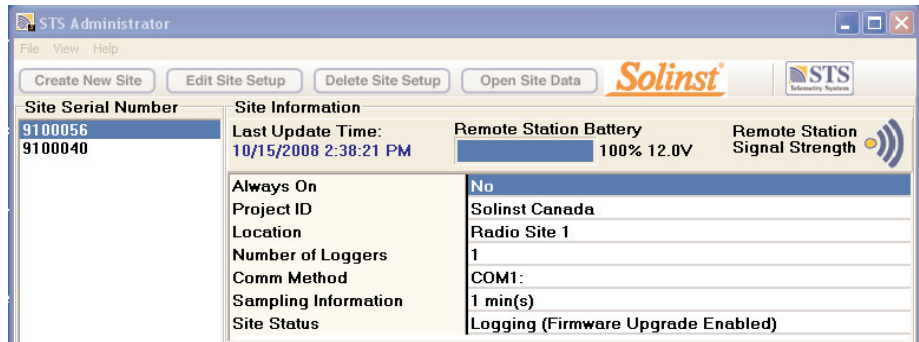 STS Administrator
File View Help
Create New Site Edit Site Setup Delete Site Setup Open Site Data Solinst STS
Telemetry System
Site Serial Number Site Information
9100056
9100040
Last Update Time: Remote Station Battery Remote Station
10/15/2008 2:38:21 PM 100% 12.0V Signal Strength
Always On No
Project ID Solinst Canada
Location Radio Site 1
Number of Loggers 1
Comm Method COM1:
Sampling Information 1 min(s)
Site Status Logging (Firmware Upgrade Enabled)